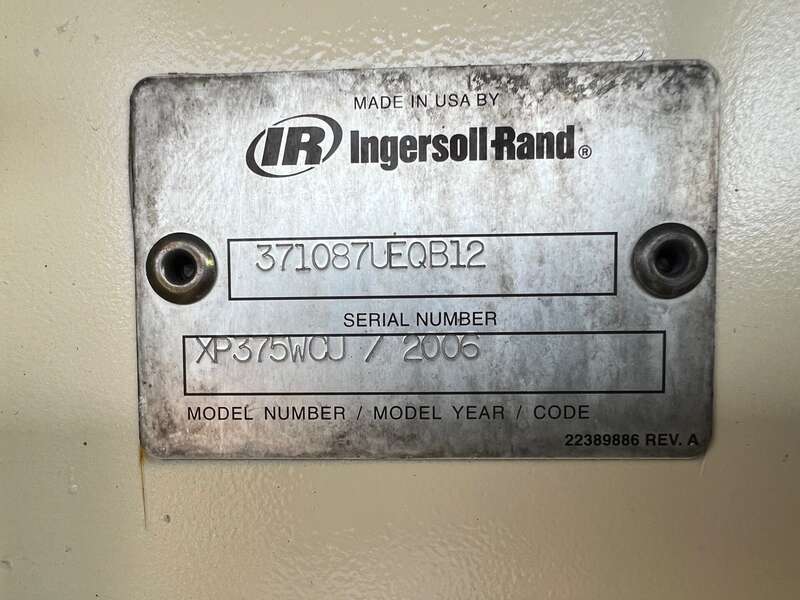 MADE IN USA BY
IR Ingersoll-Rand®
371087UEQB12
SERIAL NUMBER
XP375WCU / 2006
MODEL NUMBER / MODEL YEAR / CODE
22389886 REV. A